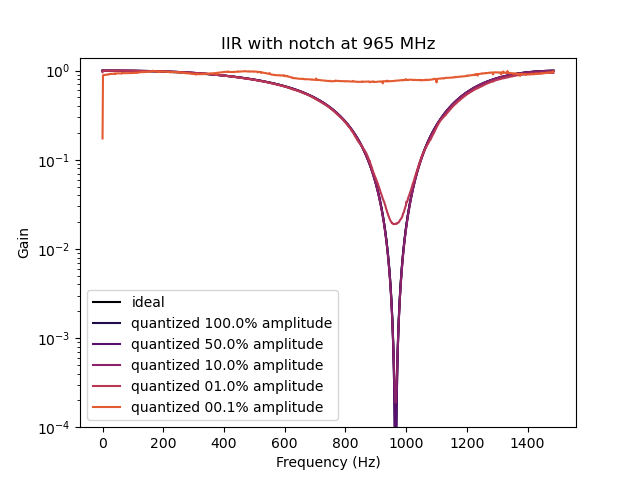 IIR with notch at 965 MHz
10⁰
10⁻¹
10⁻²
10⁻³
10⁻⁴
Gain
ideal
quantized 100.0% amplitude
quantized 50.0% amplitude
quantized 10.0% amplitude
quantized 01.0% amplitude
quantized 00.1% amplitude
0 200 400 600 800 1000 1200 1400
Frequency (Hz)